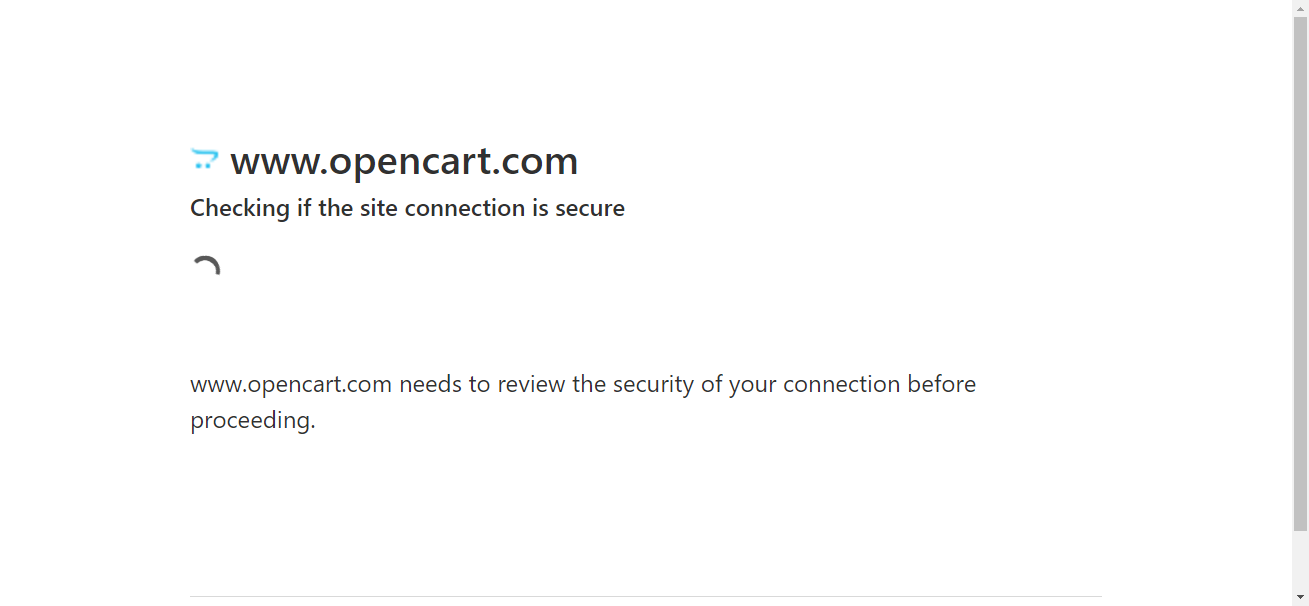 www.opencart.com
Checking if the site connection is secure
www.opencart.com needs to review the security of your connection before
proceeding.